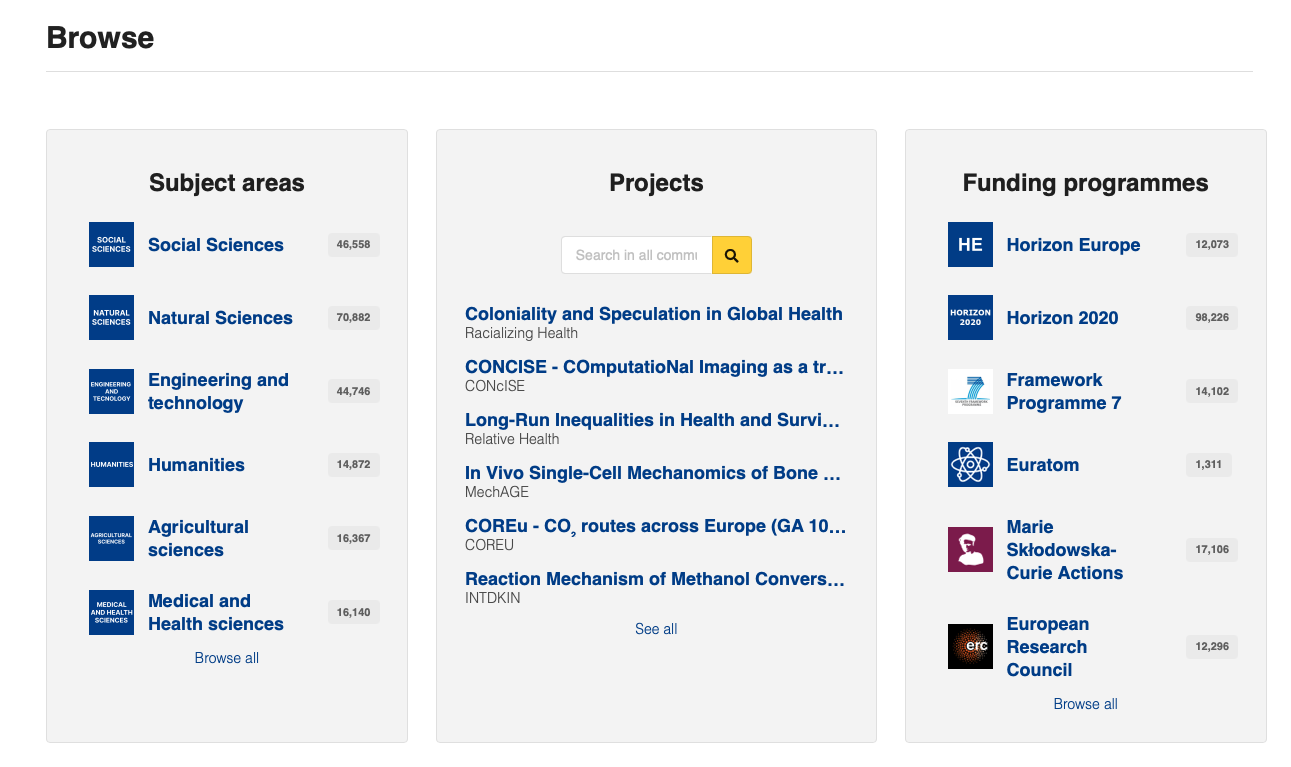 Browse
Subject areas
SOCIAL
SCIENCES
Social Sciences
46,558
NATURAL
SCIENCES
Natural Sciences
70,882
ENGINEERING
AND
TECNOLOGY
Engineering and
technology
44,746
HUMANITIES
Humanities
14,872
AGRICULTURAL
SCIENCES
Agricultural
sciences
16,367
MEDICAL
AND HEALTH
SCIENCES
Medical and
Health sciences
16,140
Browse all
Projects
Search in all commu
Coloniality and Speculation in Global Health
Racializing Health
CONCISE - COmputatioNal Imaging as a tr...
CONcISE
Long-Run Inequalities in Health and Survi...
Relative Health
In Vivo Single-Cell Mechanomics of Bone ...
MechAGE
COREu - CO₂ routes across Europe (GA 10...
COREU
Reaction Mechanism of Methanol Convers...
INTDKIN
See all
Funding programmes
HE
Horizon Europe
12,073
HORIZON
2020
Horizon 2020
98,226
7
SEVENTH FRAMEWORK
PROGRAMME
Framework
Programme 7
14,102
Euratom
1,311
Marie
Skłodowska-
Curie Actions
17,106
erc
European
Research
Council
12,296
Browse all